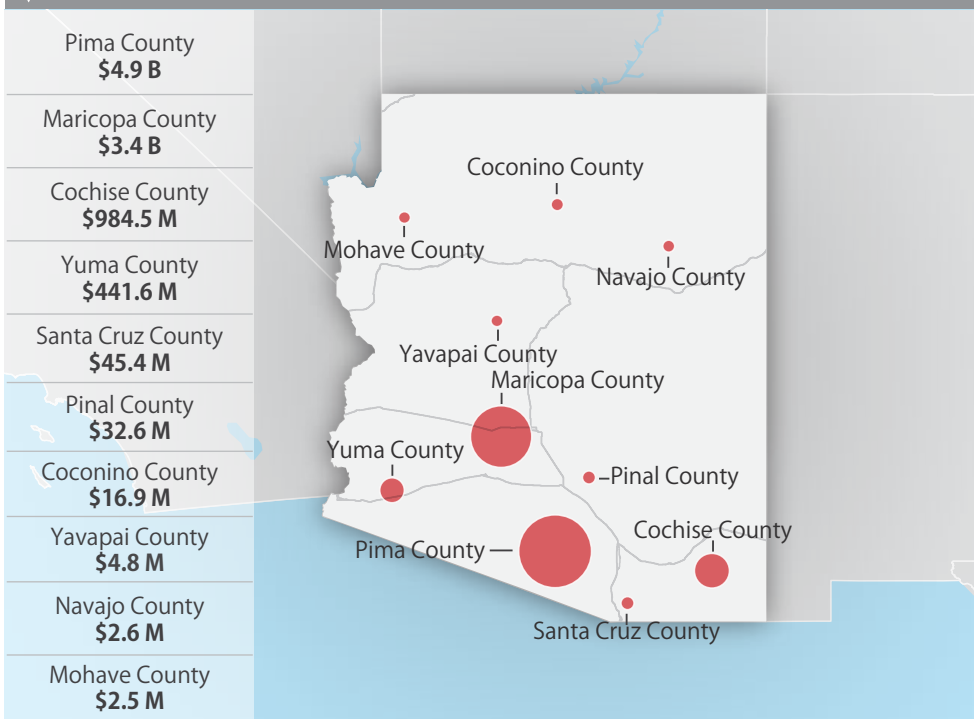 Pima County
$4.9 B
Maricopa County
$3.4 B
Cochise County
$984.5 M
Yuma County
$441.6 M
Santa Cruz County
$45.4 M
Pinal County
$32.6 M
Coconino County
$16.9 M
Yavapai County
$4.8 M
Navajo County
$2.6 M
Mohave County
$2.5 M
Coconino County
Mohave County
Navajo County
Yavapai County
Maricopa County
Yuma County
Pinal County
Cochise County
Pima County
Santa Cruz County